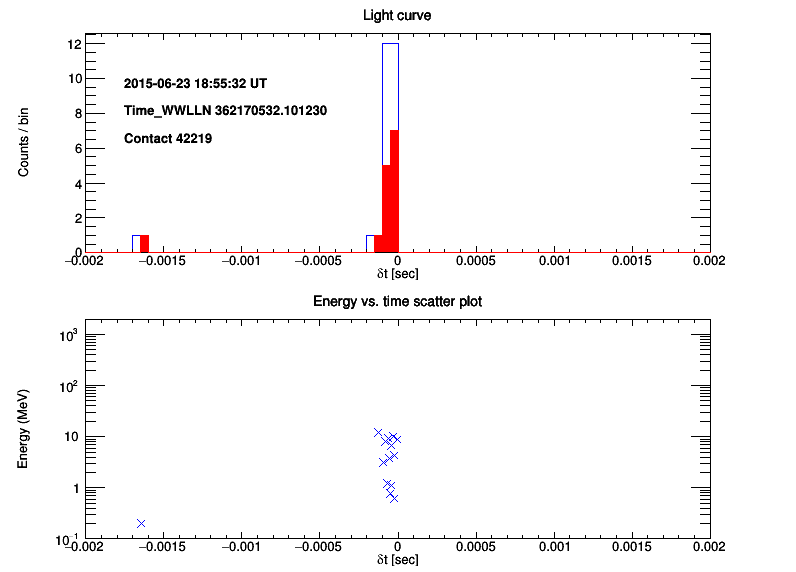 Light curve
12
10
8
6
4
2
0
Counts / bin
2015-06-23 18:55:32 UT
Time_WWLLN 362170532.101230
Contact 42219
−0.002 −0.0015 −0.001 −0.0005 0 0.0005 0.001 0.0015 0.002
δt [sec]
Energy vs. time scatter plot
10³
10²
10
1
10⁻¹
Energy (MeV)
−0.002 −0.0015 −0.001 −0.0005 0 0.0005 0.001 0.0015 0.002
δt [sec]